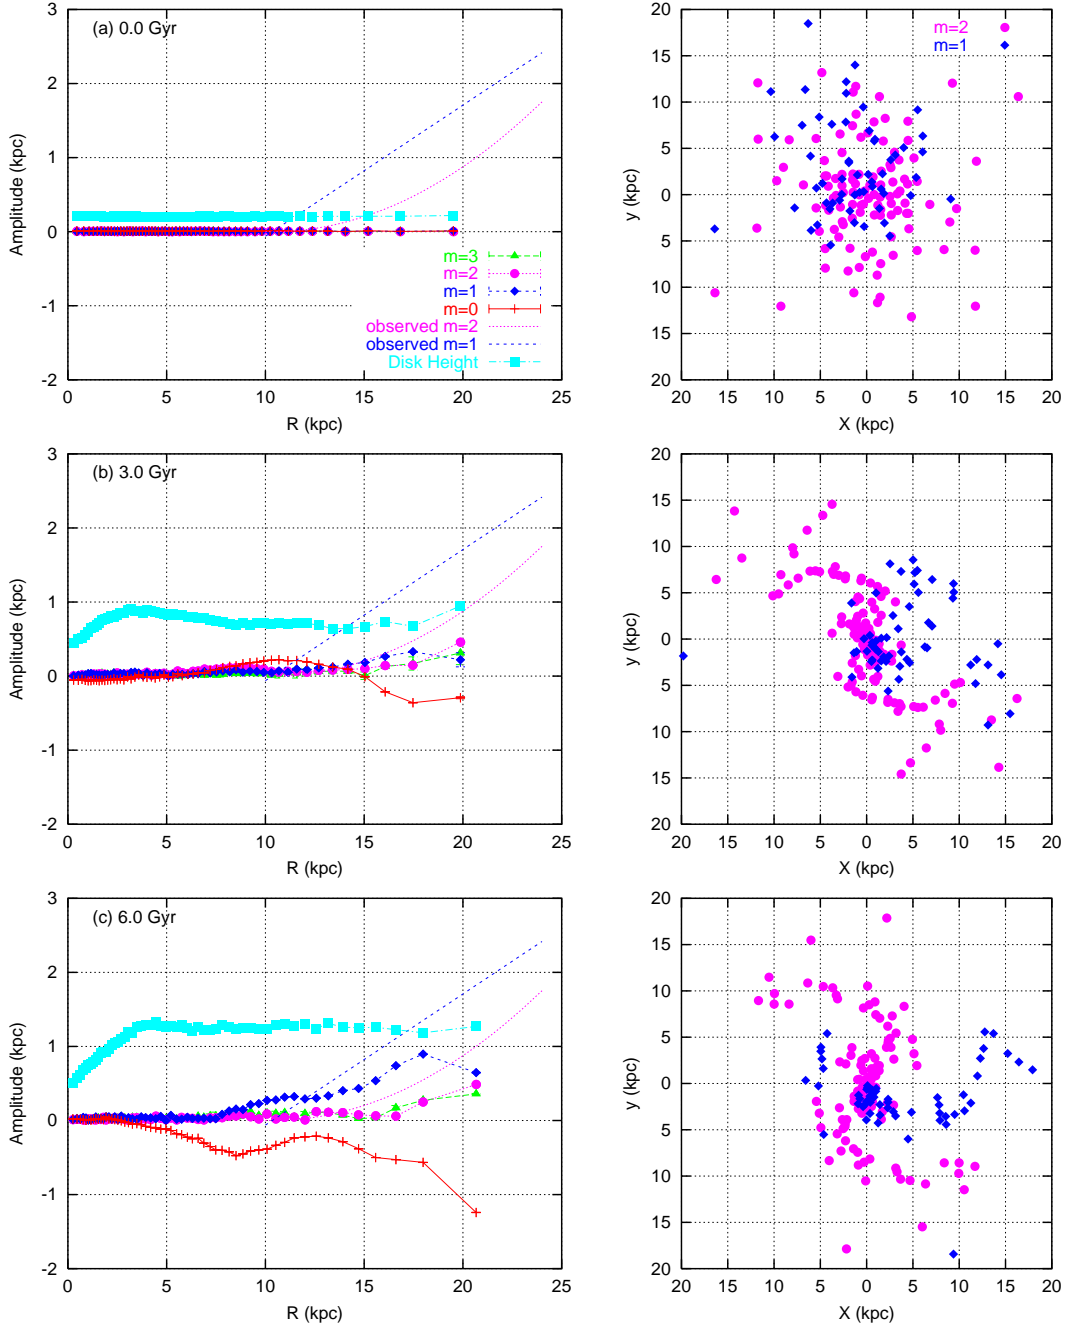 (a) 0.0 Gyr
Amplitude (kpc)
3
2
1
0
-1
-2
m=3
m=2
m=1
m=0
observed m=2
observed m=1
Disk Height
0 5 10 15 20 25
R (kpc)
m=2
m=1
y (kpc)
20
15
10
5
0
5
10
15
20
20 15 10 5 0 5 10 15 20
X (kpc)
(b) 3.0 Gyr
Amplitude (kpc)
3
2
1
0
-1
-2
0 5 10 15 20 25
R (kpc)
y (kpc)
20
15
10
5
0
5
10
15
20
20 15 10 5 0 5 10 15 20
X (kpc)
(c) 6.0 Gyr
Amplitude (kpc)
3
2
1
0
-1
-2
0 5 10 15 20 25
R (kpc)
y (kpc)
20
15
10
5
0
5
10
15
20
20 15 10 5 0 5 10 15 20
X (kpc)